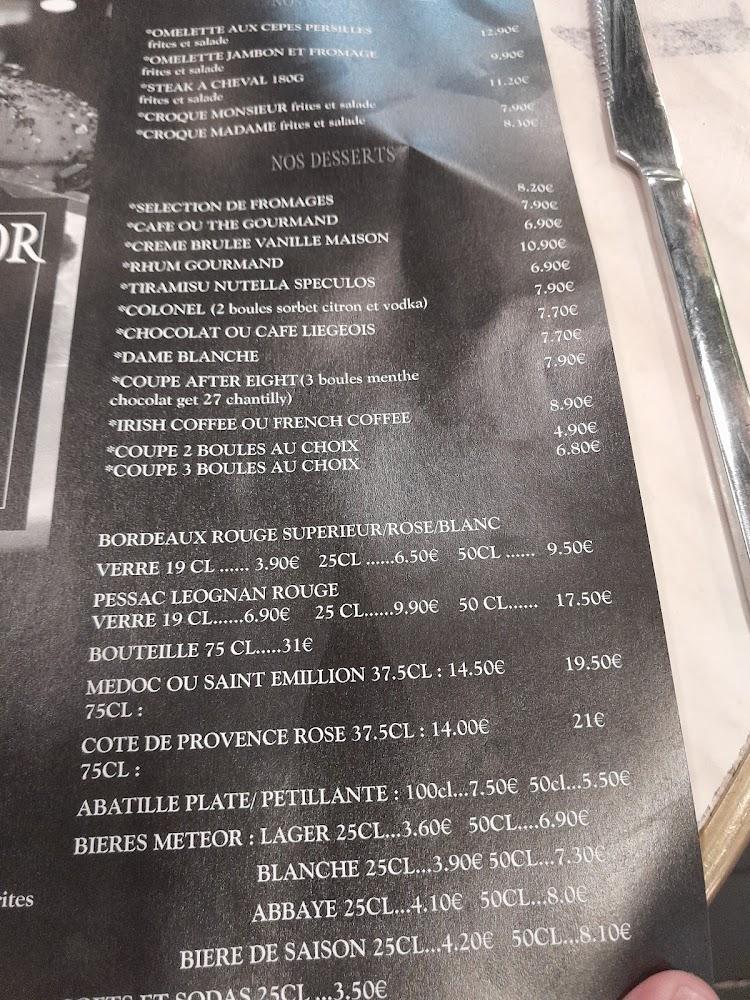 *OMELETTE AUX CEPES PERSILLES 12.90€
frites et salade
*OMELETTE JAMBON ET FROMAGE 9.90€
frites et salade
*STEAK A CHEVAL 180G 11.20€
frites et salade
*CROQUE MONSIEUR frites et salade 7.90€
*CROQUE MADAME frites et salade 8.30€
NOS DESSERTS
*SELECTION DE FROMAGES 8.20€
*CAFE OU THE GOURMAND 7.90€
*CREME BRULEE VANILLE MAISON 6.90€
*RHUM GOURMAND 10.90€
*TIRAMISU NUTELLA SPECULOS 6.90€
*COLONEL (2 boules sorbet citron et vodka) 7.90€
*CHOCOLAT OU CAFE LIEGEOIS 7.70€
*DAME BLANCHE 7.70€
*COUPE AFTER EIGHT(3 boules menthe 7.90€
chocolat get 27 chantilly)
*IRISH COFFEE OU FRENCH COFFEE 8.90€
*COUPE 2 BOULES AU CHOIX 4.90€
*COUPE 3 BOULES AU CHOIX 6.80€
BORDEAUX ROUGE SUPERIEUR/ROSE/BLANC
VERRE 19 CL ...... 3.90€ 25CL ......6.50€ 50CL ...... 9.50€
PESSAC LEOGNAN ROUGE
VERRE 19 CL......6.90€ 25 CL......9.90€ 50 CL...... 17.50€
BOUTEILLE 75 CL.....31€
MEDOC OU SAINT EMILLION 37.5CL : 14.50€ 19.50€
75CL :
COTE DE PROVENCE ROSE 37.5CL : 14.00€ 21€
75CL :
ABATILLE PLATE/ PETILLANTE : 100cl...7.50€ 50cl...5.50€
BIERES METEOR : LAGER 25CL...3.60€ 50CL....6.90€
BLANCHE 25CL...3.90€ 50CL...7.30€
ABBAYE 25CL...4.10€ 50CL...8.0€
BIERE DE SAISON 25CL...4.20€ 50CL...8.10€
ET SODAS 25CL ...3.50€
OR
rites